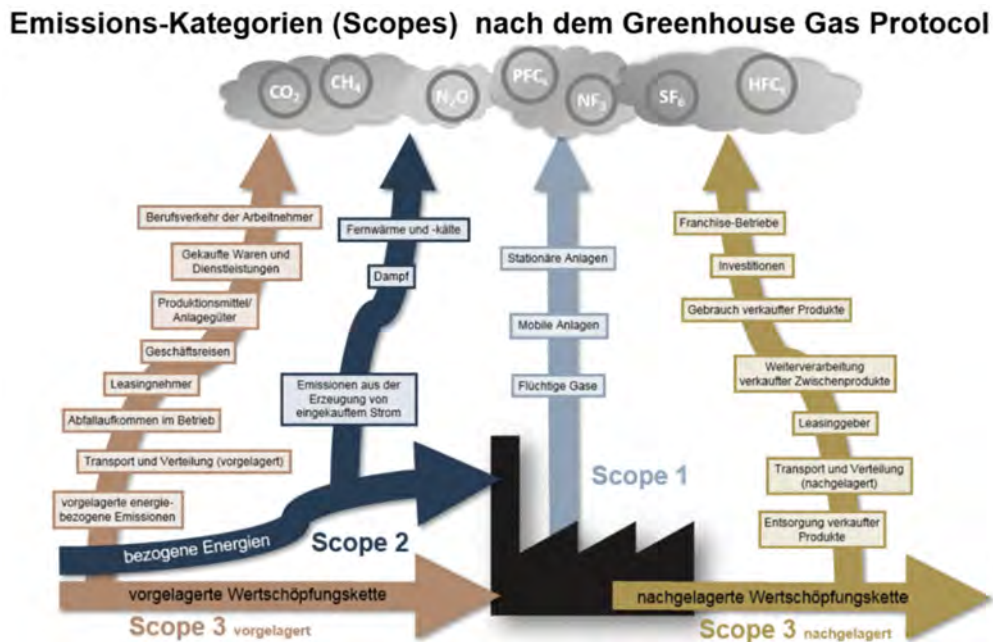 Emissions-Kategorien (Scopes) nach dem Greenhouse Gas Protocol
CO₂
CH₄
N₂O
PFCₛ
NF₃
SF₆
HFCₛ
Berufsverkehr der Arbeitnehmer
Gekaufte Waren und
Dienstleistungen
Produktionsmittel/
Anlagegüter
Geschäftsreisen
Leasingnehmer
Abfallaufkommen im Betrieb
Transport und Verteilung (vorgelagert)
vorgelagerte energie-
bezogene Emissionen
Fernwärme und -kälte
Dampf
Emissionen aus der
Erzeugung von
eingekauftem Strom
bezogene Energien
Scope 2
Stationäre Anlagen
Mobile Anlagen
Flüchtige Gase
Scope 1
Franchise-Betriebe
Investitionen
Gebrauch verkauffter Produkte
Weiterverarbeitung
verkaufter Zwischenprodukte
Leasinggeber
Transport und Verteilung
(nachgelagert)
Entsorgung verkaufter
Produkte
vorgelagerte Wertschöpfungskette
Scope 3 vorgelagert
nachgelagerte Wertschöpfungskette
Scope 3 nachgelagert